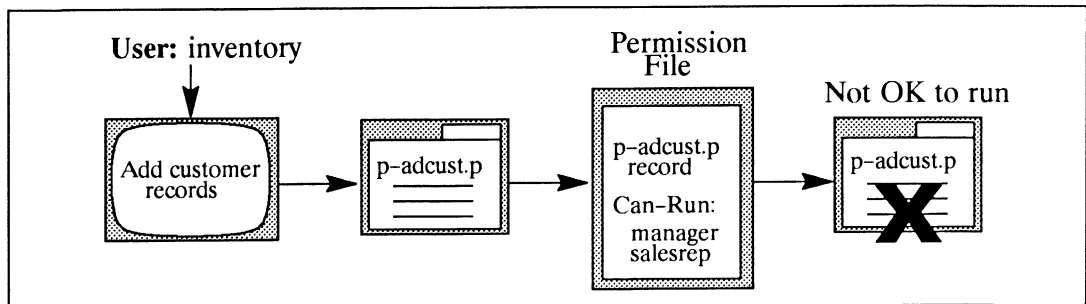 User: inventory
Add customer
records
p-adcust.p
Permission
File
p-adcust.p
record
Can-Run:
manager
salesrep
Not OK to run
p-adcust.p
X